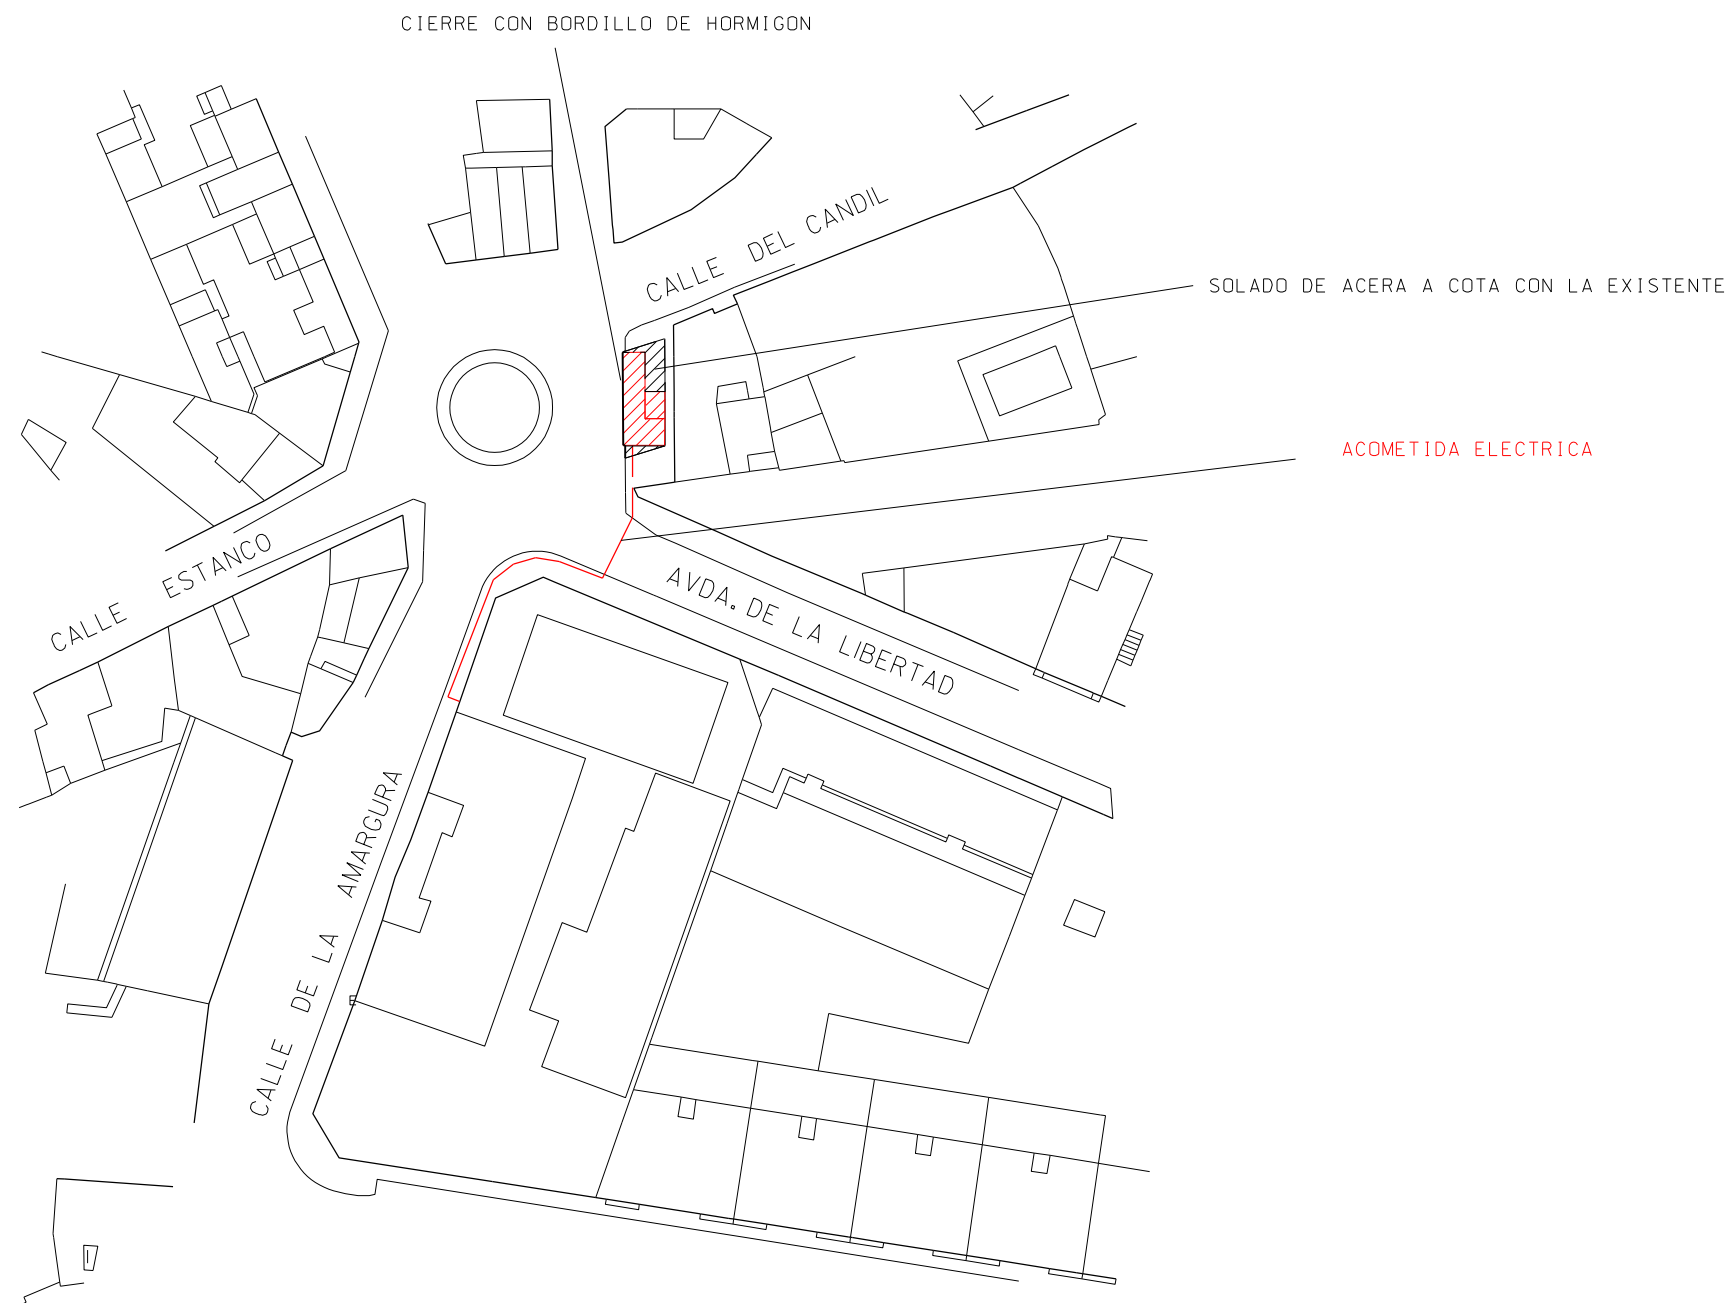 CIERRE CON BORDILLO DE HORMIGON
CALLE DEL CANDIL
SOLADO DE ACERA A COTA CON LA EXISTENTE
ACOMETIDA ELECTRICA
CALLE ESTANCO
AVDA. DE LA LIBERTAD
CALLE DE LA AMARGURA